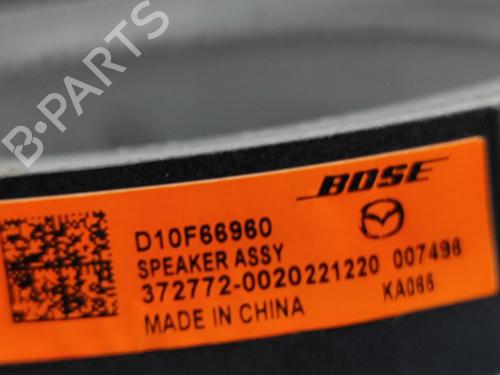 B-PARTS
BOSE
D10F66960
SPEAKER ASSY
372772-0020221220 007496
MADE IN CHINA KA066